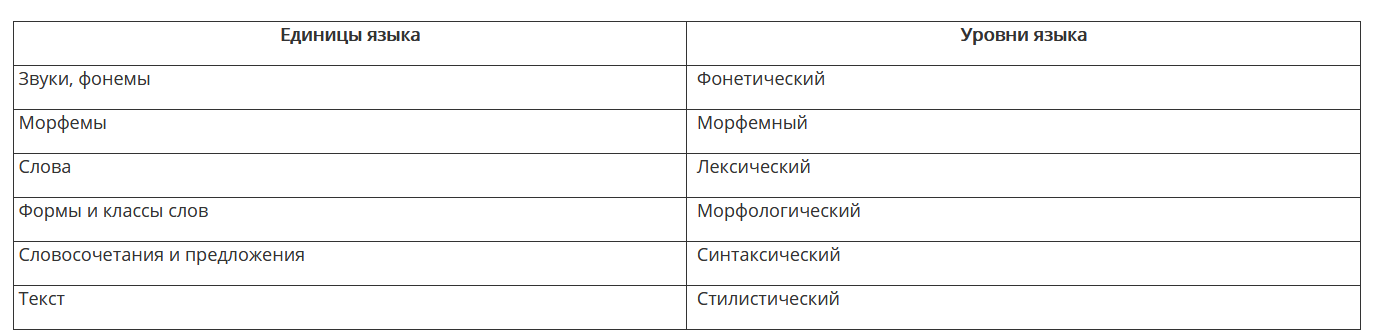 Единицы языка Уровни языка
Звуки, фонемы Фонетический
Морфемы Морфемный
Слова Лексический
Формы и классы слов Морфологический
Словосочетания и предложения Синтаксический
Текст Стилистический